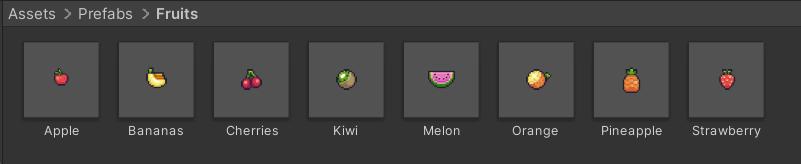 Assets > Prefabs > Fruits
Apple Bananas Cherries Kiwi Melon Orange Pineapple Strawberry